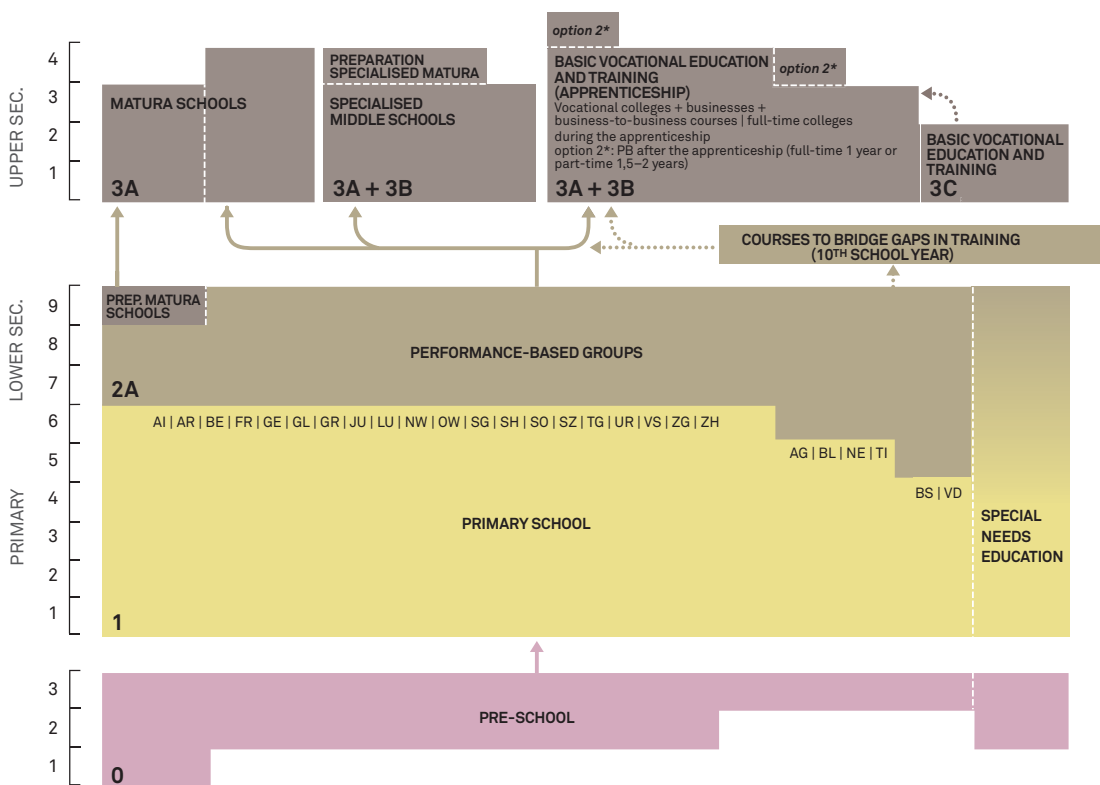 option 2*
UPPER SEC.
4
3
2
1
MATURA SCHOOLS
3A
PREPARATION
SPECIALISED MATURA
SPECIALISED
MIDDLE SCHOOLS
3A + 3B
BASIC VOCATIONAL EDUCATION
AND TRAINING
(APPRENTICESHIP)
Vocational colleges + businesses +
business-to-business courses | full-time colleges
during the apprenticeship
option 2*: PB after the apprenticeship (full-time 1 year or
part-time 1,5–2 years)
3A + 3B
option 2*
BASIC VOCATIONAL
EDUCATION AND
TRAINING
3C
COURSES TO BRIDGE GAPS IN TRAINING
(10TH SCHOOL YEAR)
LOWER SEC.
9
8
7
PREP. MATURA
SCHOOLS
PERFORMANCE-BASED GROUPS
2A
PRIMARY
6
5
4
3
2
1
AI | AR | BE | FR | GE | GL | GR | JU | LU | NW | OW | SG | SH | SO | SZ | TG | UR | VS | ZG | ZH
AG | BL | NE | TI
BS | VD
PRIMARY SCHOOL
SPECIAL
NEEDS
EDUCATION
1
3
2
1
PRE-SCHOOL
0